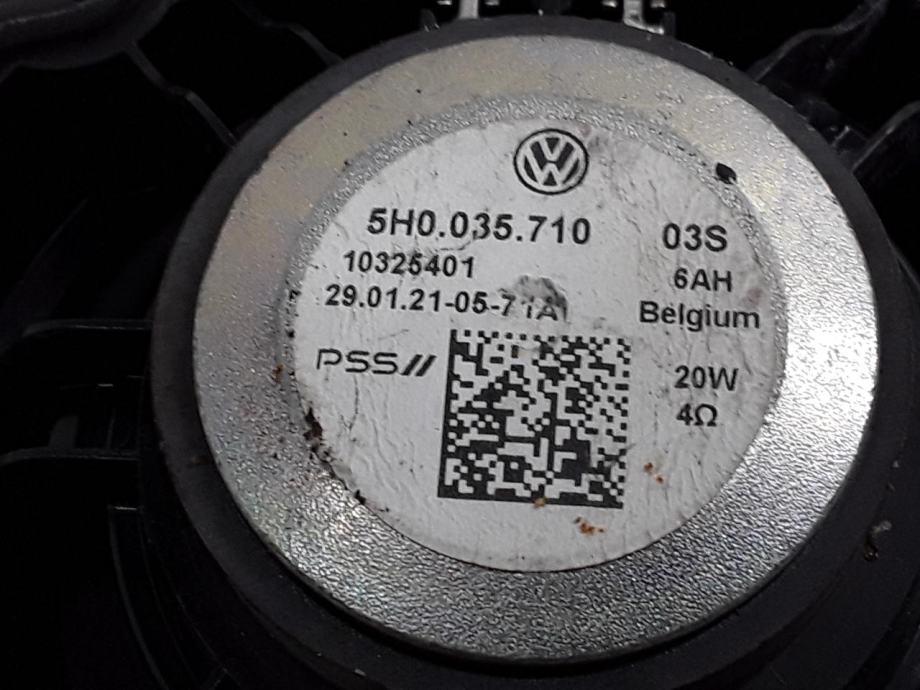 5H0.035.710 03S
10325401 6AH
29.01.21-05-71A Belgium
PSS// 20W
4Ω